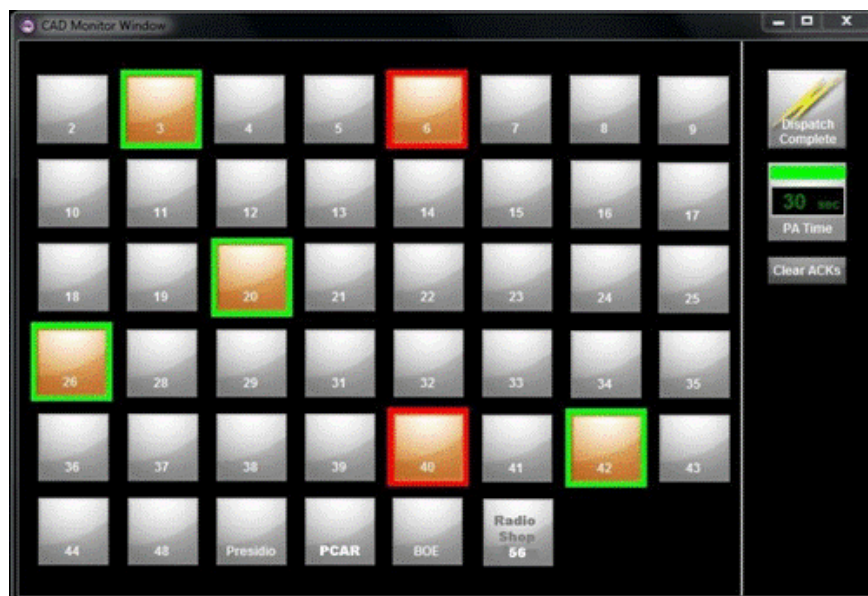 CAD Monitor Window
2 3 4 5 6 7 8 9
10 11 12 13 14 15 16 17
18 19 20 21 22 23 24 25
26 28 29 31 32 33 34 35
36 37 38 39 40 41 42 43
44 48 Presidio PCAR BOE Radio
Shop
56
Dispatch
Complete
30 sec
PA Time
Clear ACKs